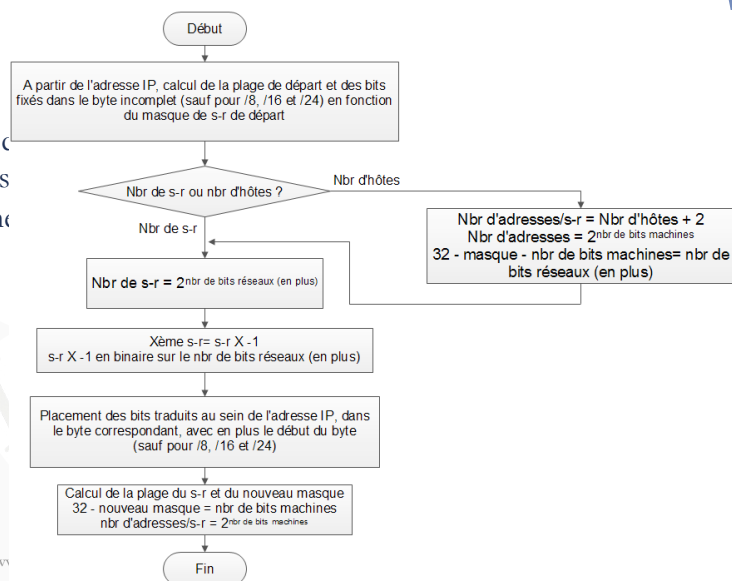 Début
A partir de l'adresse IP, calcul de la plage de départ et des bits
fixés dans le byte incomplet (sauf pour /8, /16 et /24) en fonction
du masque de s-r de départ
Nbr de s-r ou nbr d'hôtes ?
Nbr d'hôtes
Nbr de s-r
Nbr d'adresses/s-r = Nbr d'hôtes + 2
Nbr d'adresses = 2^nbr de bits machines
32 - masque - nbr de bits machines= nbr de
bits réseaux (en plus)
Nbr de s-r = 2^nbr de bits réseaux (en plus)
Xème s-r= s-r X -1
s-r X -1 en binaire sur le nbr de bits réseaux (en plus)
Placement des bits traduits au sein de l'adresse IP, dans
le byte correspondant, avec en plus le début du byte
(sauf pour /8, /16 et /24)
Calcul de la plage du s-r et du nouveau masque
32 - nouveau masque = nbr de bits machines
nbr d'adresses/s-r = 2^nbr de bits machines
Fin